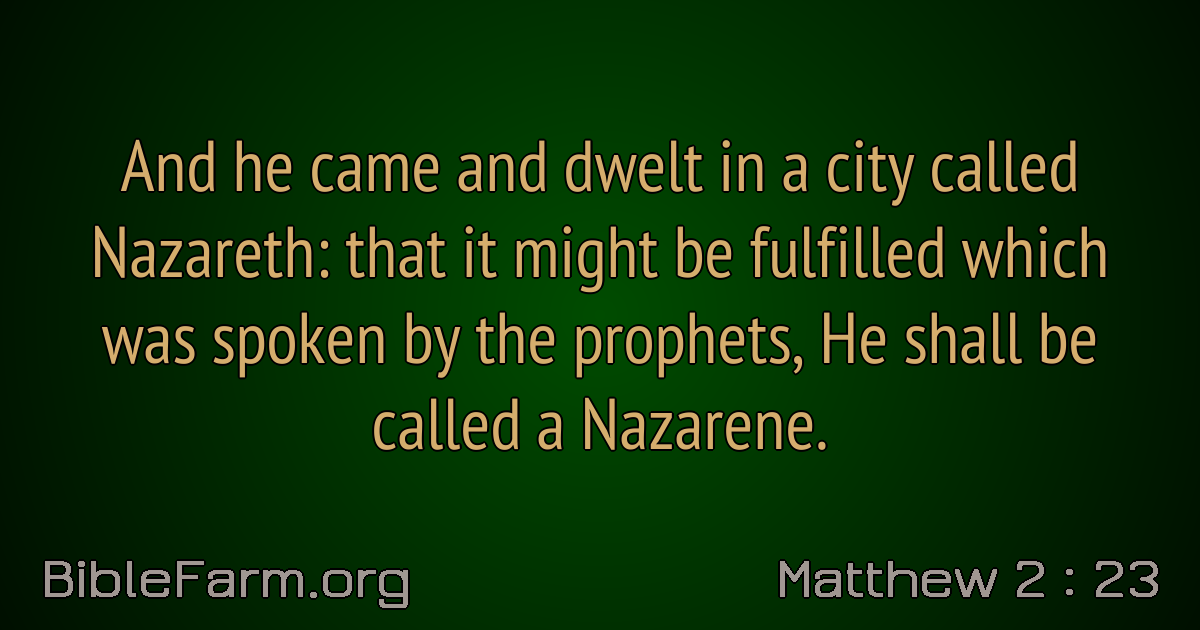 And he came and dwelt in a city called
Nazareth: that it might be fulfilled which
was spoken by the prophets, He shall be
called a Nazarene.
BibleFarm.org
Matthew 2 : 23